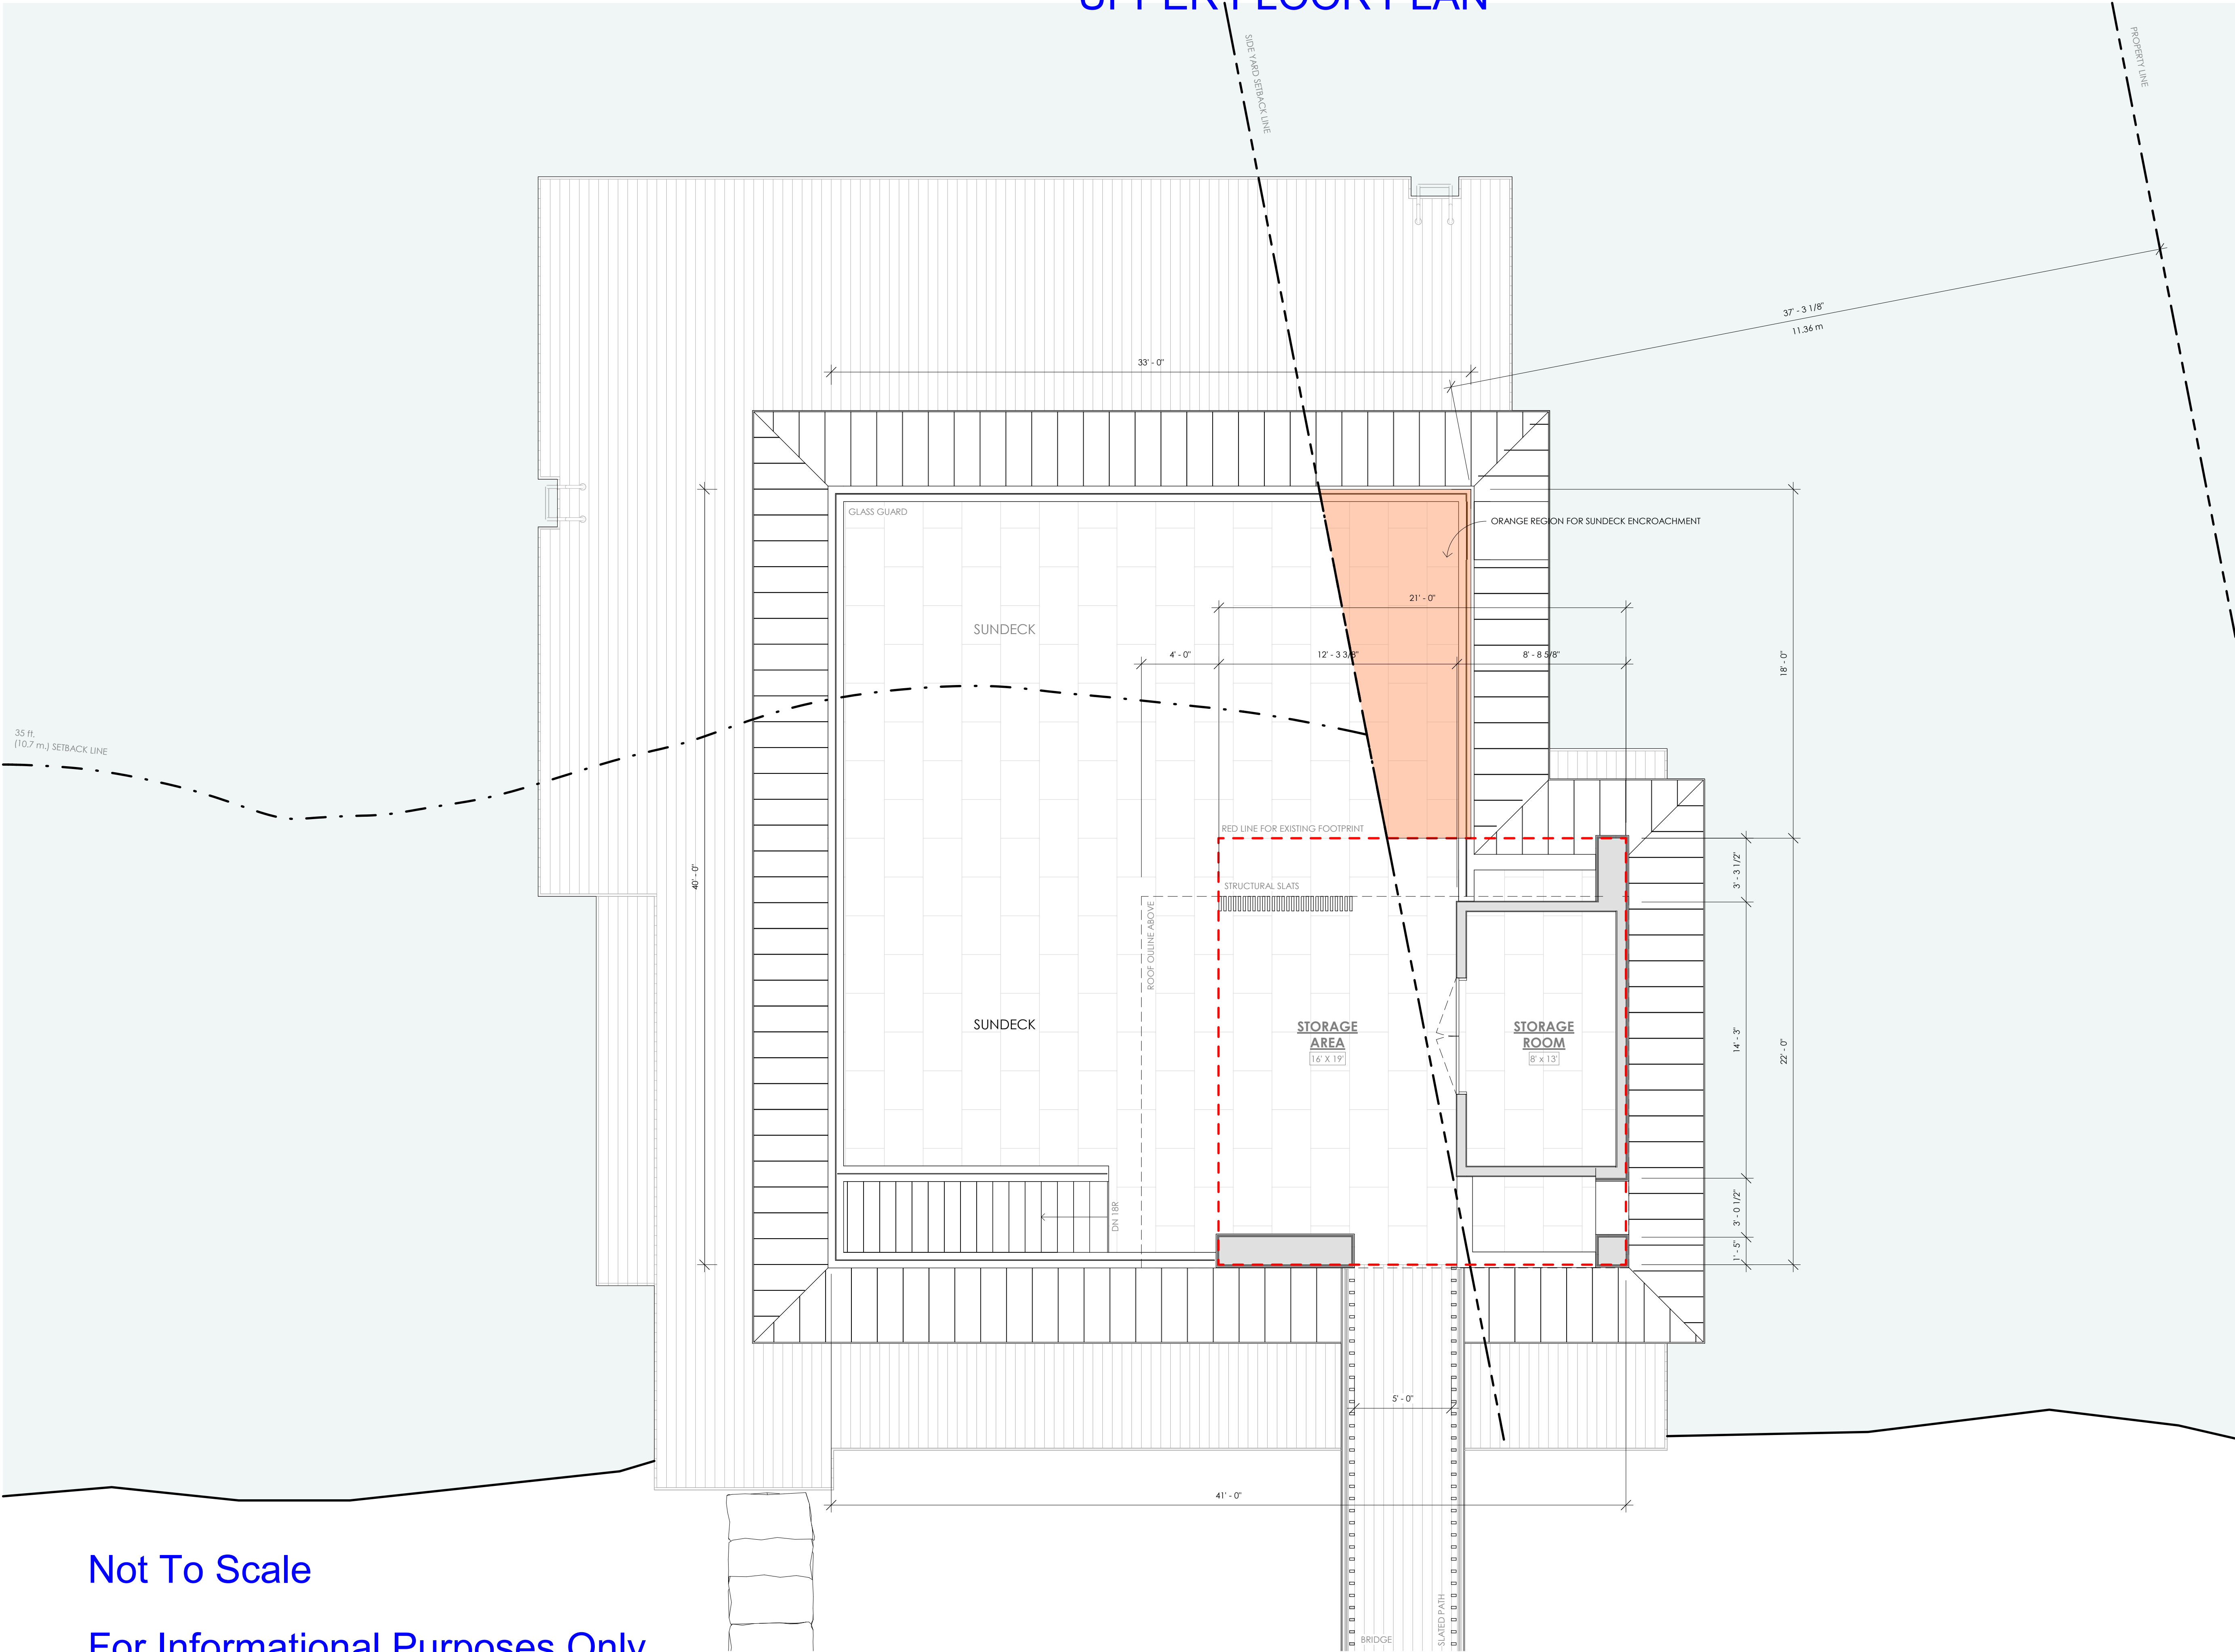 UPPER FLOOR PLAN
SIDE YARD SETBACK LINE
PROPERTY LINE
37' - 3 1/8"
11.36 m
33' - 0"
GLASS GUARD
ORANGE REGION FOR SUNDECK ENCROACHMENT
21' - 0"
SUNDECK
4' - 0"
12' - 3 3/8"
8' - 8 5/8"
18' - 0"
35 ft.
(10.7 m.) SETBACK LINE
RED LINE FOR EXISTING FOOTPRINT
40' - 0"
3' - 3 1/2"
STRUCTURAL SLATS
ROOF OULINE ABOVE
SUNDECK
STORAGE
AREA
16' X 19'
STORAGE
ROOM
8' x 13'
14' - 3"
22' - 0"
DN 18R
3' - 0 1/2"
1' - 5"
5' - 0"
41' - 0"
Not To Scale
SLATED PATH
BRIDGE
For Informational Purposes Only